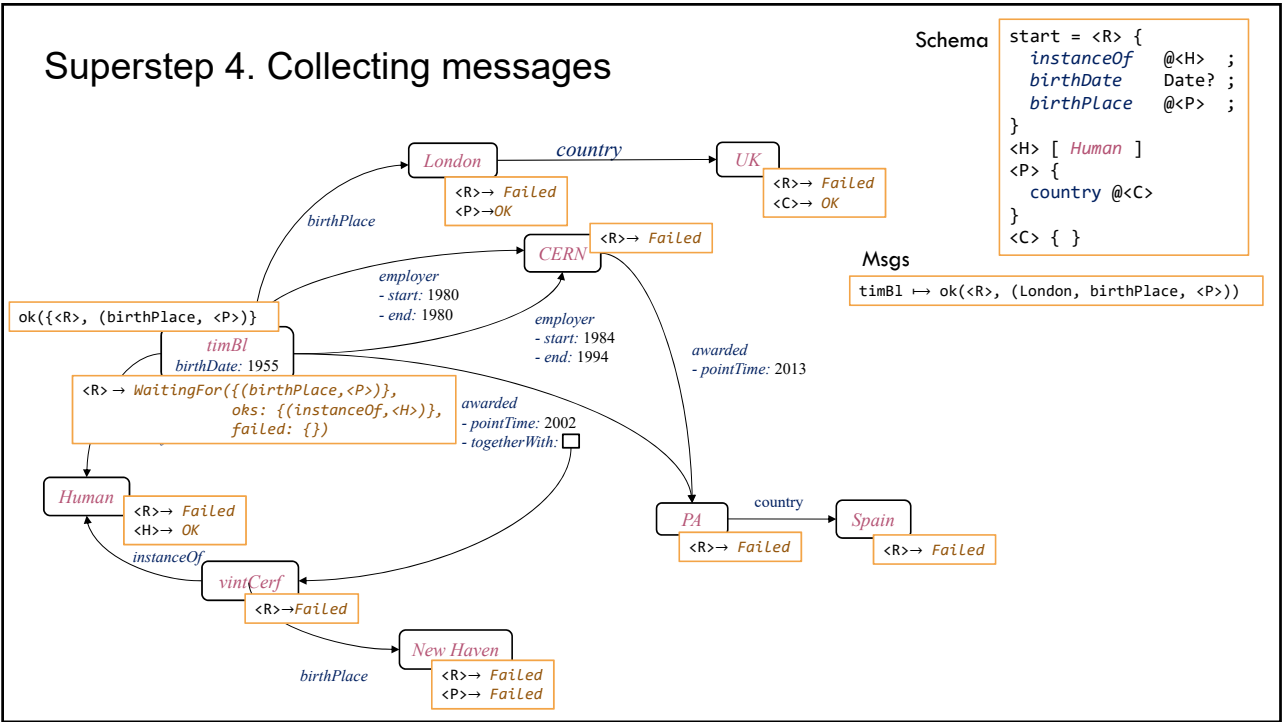 Superstep 4. Collecting messages
Schema
start = <R> {
instanceOf @<H> ;
birthDate Date? ;
birthPlace @<P> ;
}
<H> [ Human ]
<P> {
country @<C>
}
<C> { }
Msgs
timBl ↦ ok(<R>, (London, birthPlace, <P>))
London
<R>→ Failed
<P>→OK
country
UK
<R>→ Failed
<C>→ OK
birthPlace
CERN
<R>→ Failed
employer
- start: 1980
- end: 1980
employer
- start: 1984
- end: 1994
awarded
- pointTime: 2013
ok({<R>, (birthPlace, <P>)}
timBl
birthDate: 1955
<R> → WaitingFor({(birthPlace,<P>)},
oks: {(instanceOf,<H>)},
failed: {})
awarded
- pointTime: 2002
- togetherWith:
Human
<R>→ Failed
<H>→ OK
instanceOf
vintCerf
<R>→Failed
birthPlace
New Haven
<R>→ Failed
<P>→ Failed
PA
<R>→ Failed
country
Spain
<R>→ Failed